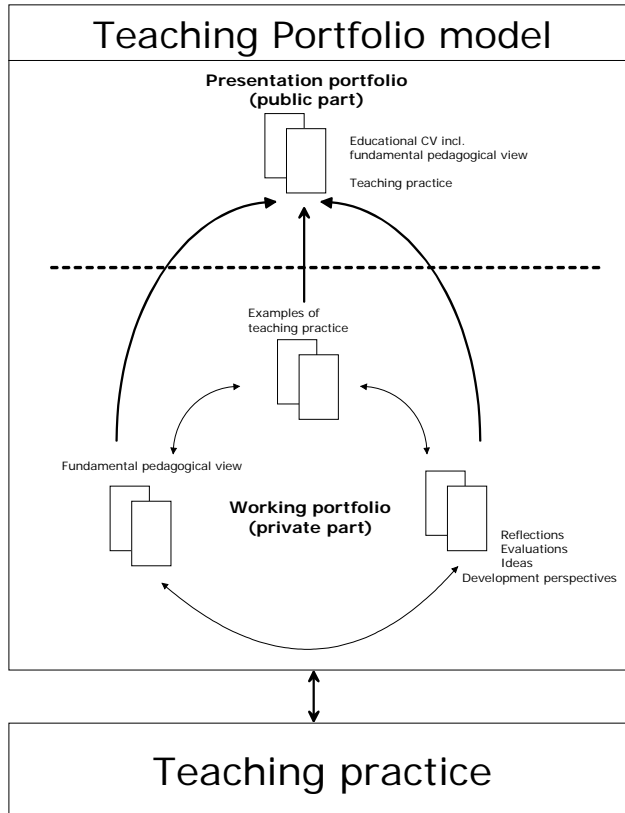 Teaching Portfolio model
Presentation portfolio
(public part)
Educational CV incl.
fundamental pedagogical view
Teaching practice
Examples of
teaching practice
Fundamental pedagogical view
Working portfolio
(private part)
Reflections
Evaluations
Ideas
Development perspectives
Teaching practice